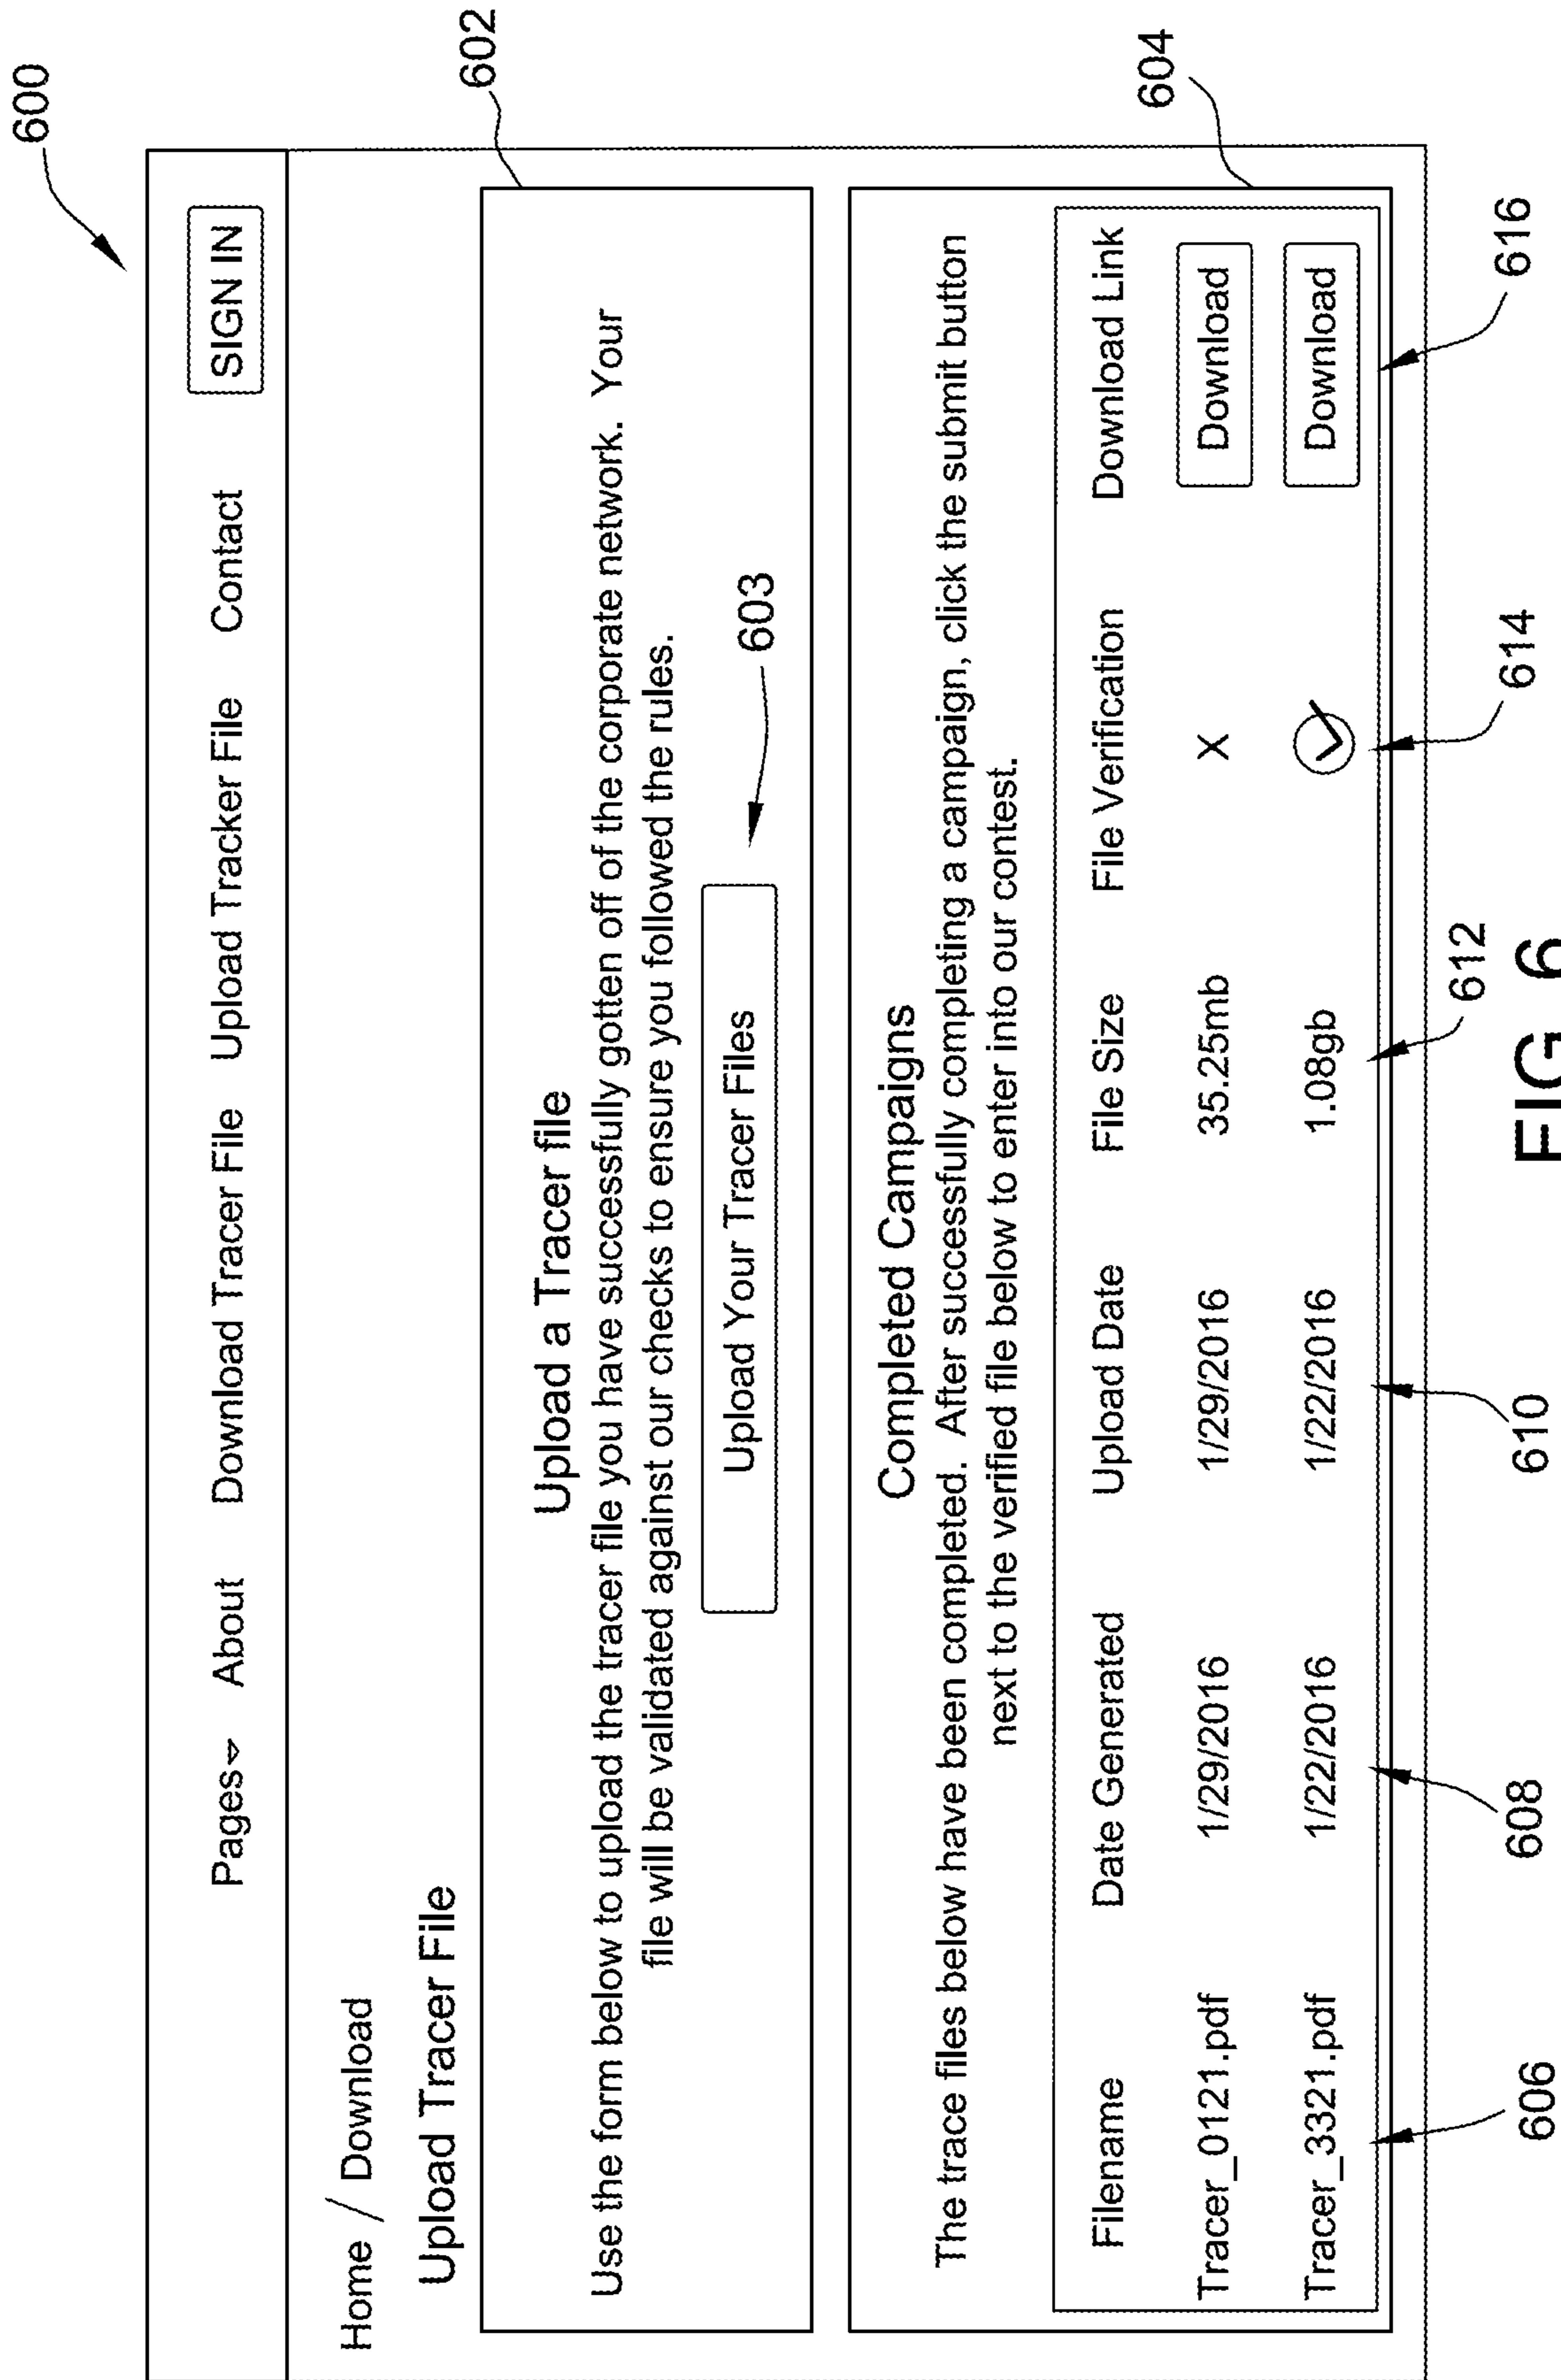 600
Pages About Download Tracer File Upload Tracker File Contact SIGN IN
Home / Download
Upload Tracer File
602
Upload a Tracer file
Use the form below to upload the tracer file you have successfully gotten off of the corporate network. Your
file will be validated against our checks to ensure you followed the rules.
Upload Your Tracer Files
603
Completed Campaigns
The trace files below have been completed. After successfully completing a campaign, click the submit button
next to the verified file below to enter into our contest.
604
Filename Date Generated Upload Date File Size File Verification Download Link
Tracer_0121.pdf 1/29/2016 1/29/2016 35.25mb X Download
Tracer_3321.pdf 1/22/2016 1/22/2016 1.08gb Download
606 608 610 612 614 616
FIG 6